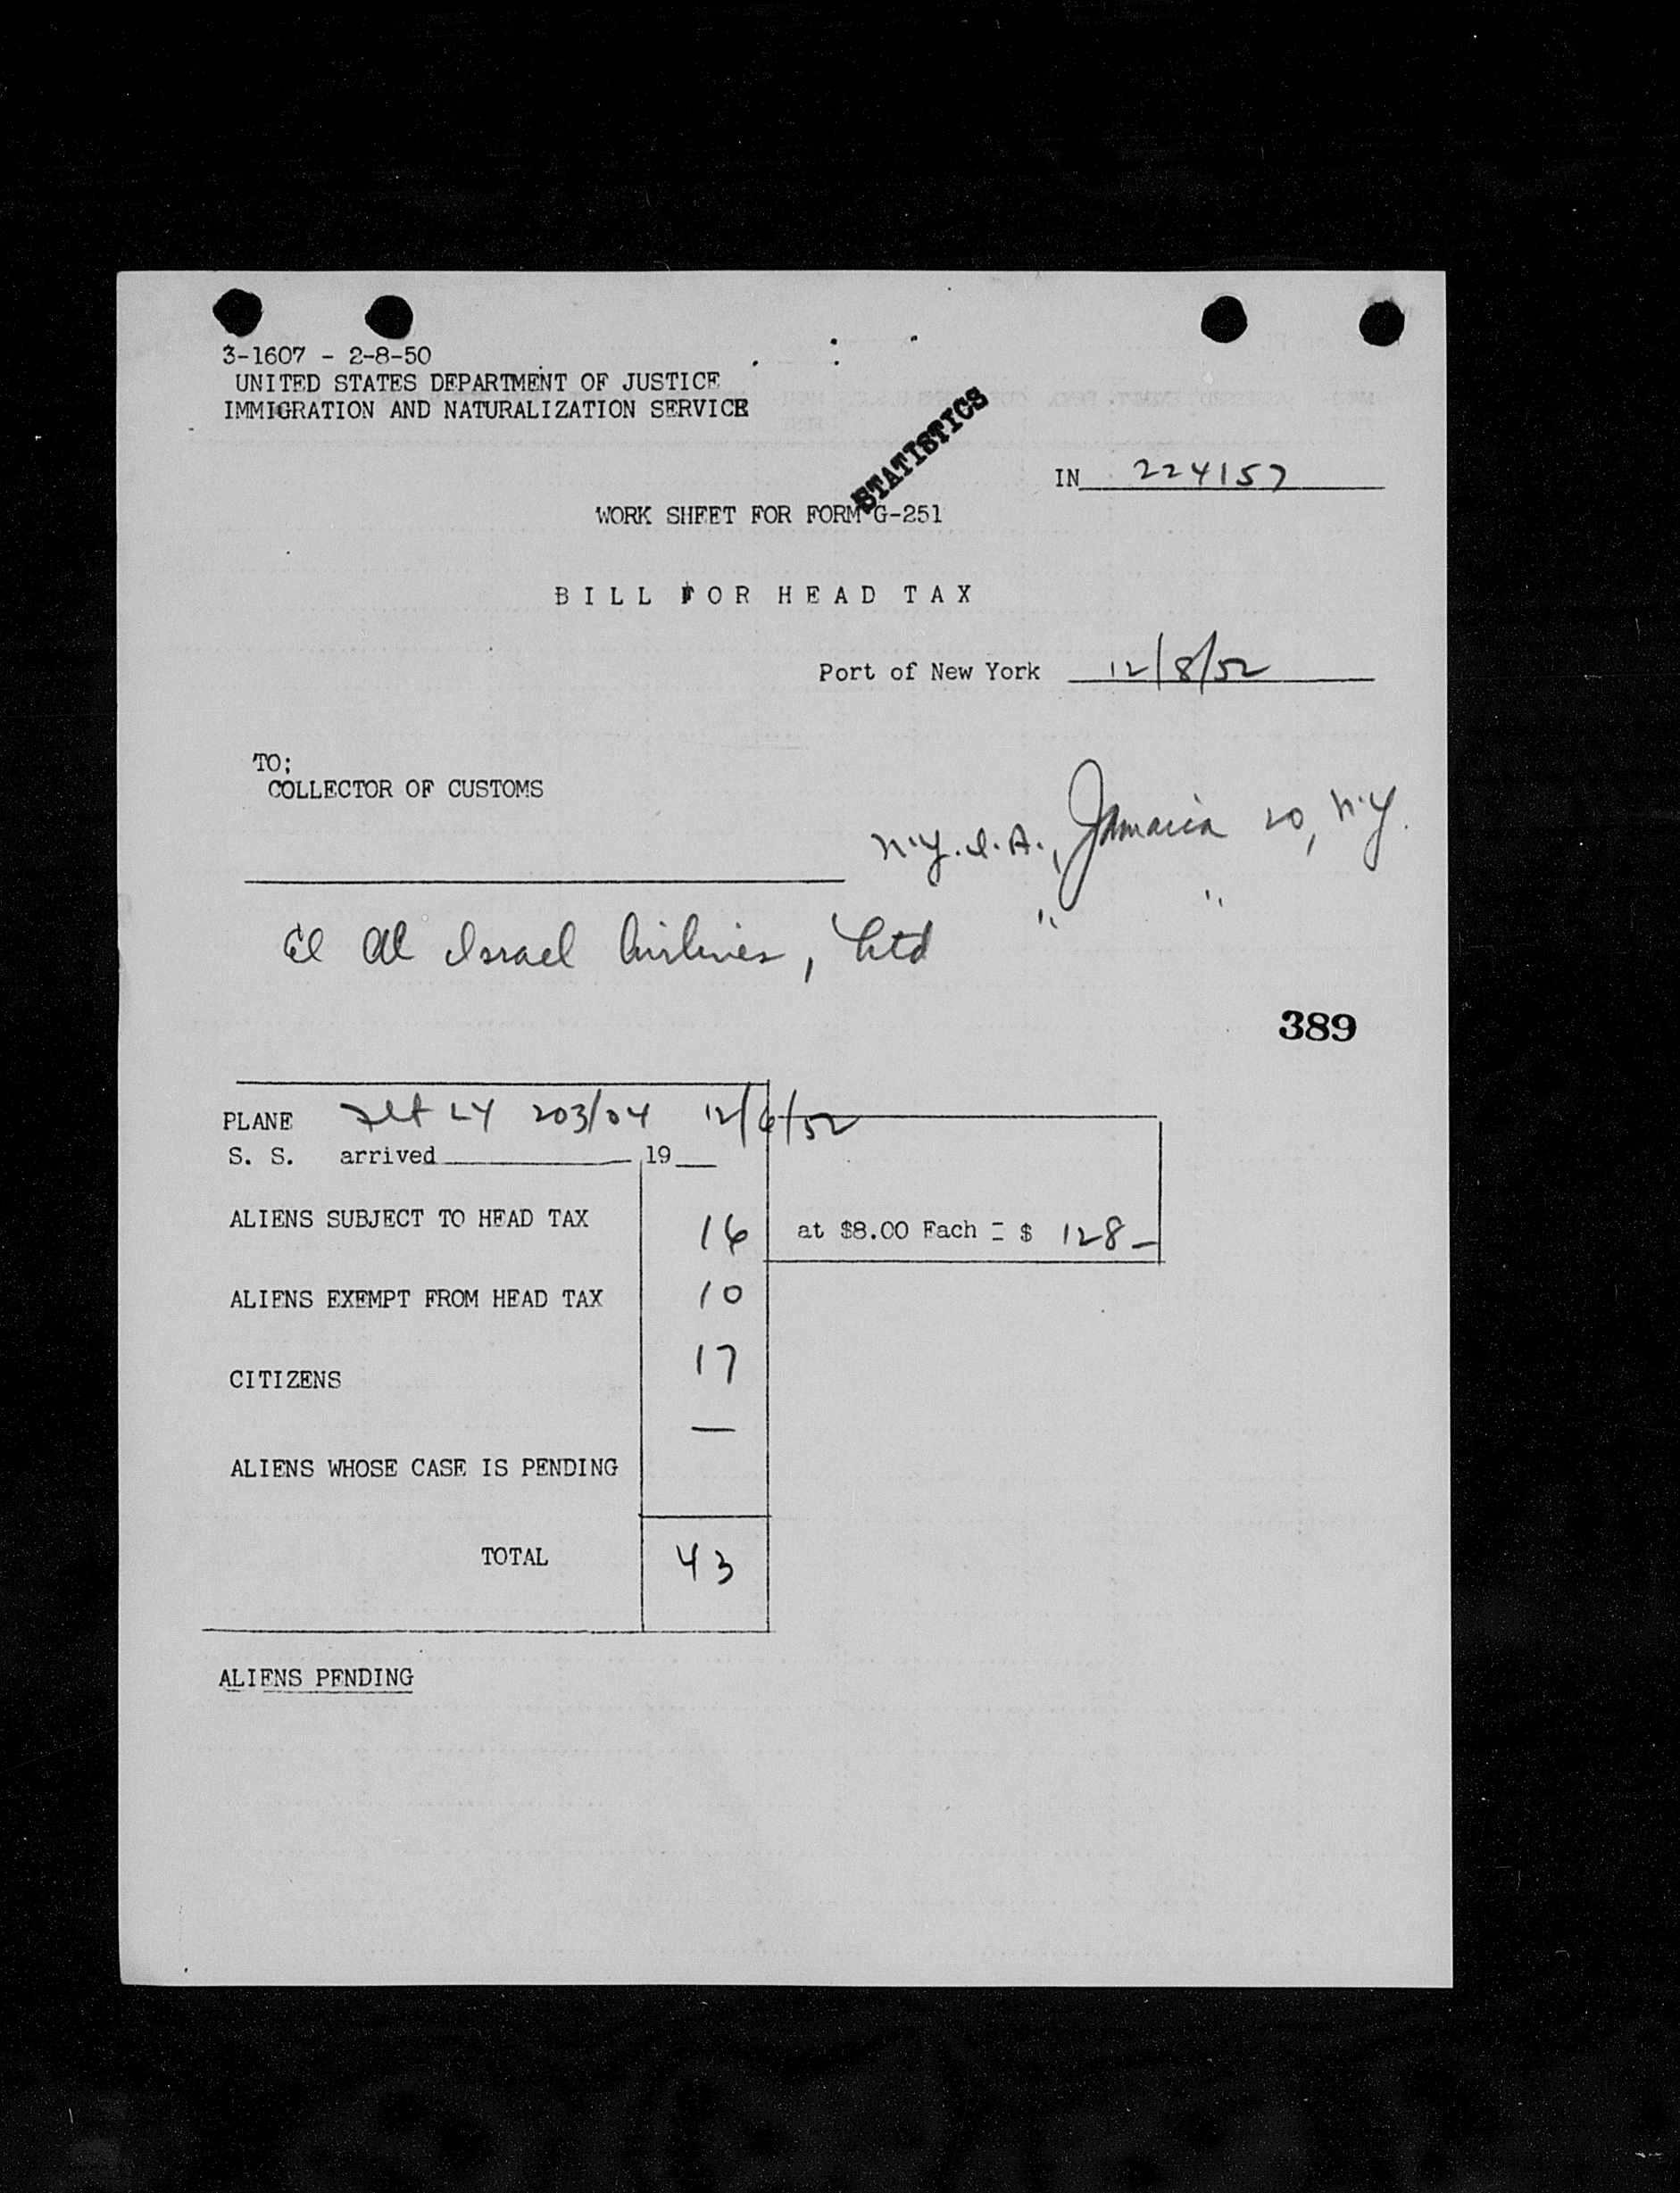 3-1607 - 2-8-50
UNITED STATES DEPARTMENT OF JUSTICE
IMMIGRATION AND NATURALIZATION SERVICE
STATISTICS
IN 224157
WORK SHEET FOR FORM G-251
BILL FOR HEAD TAX
Port of New York 12/8/52
TO;
COLLECTOR OF CUSTOMS
N.Y.I.A., Jamaica 20, N.Y.
El Al Israel Airlines, Ltd " "
389
PLANE Flt LY 203/04 12/6/52
S. S. arrived 19
ALIENS SUBJECT TO HEAD TAX 16 at $8.00 Each = $ 128-
ALIENS EXEMPT FROM HEAD TAX 10
CITIZENS 17
ALIENS WHOSE CASE IS PENDING —
TOTAL 43
ALIENS PENDING